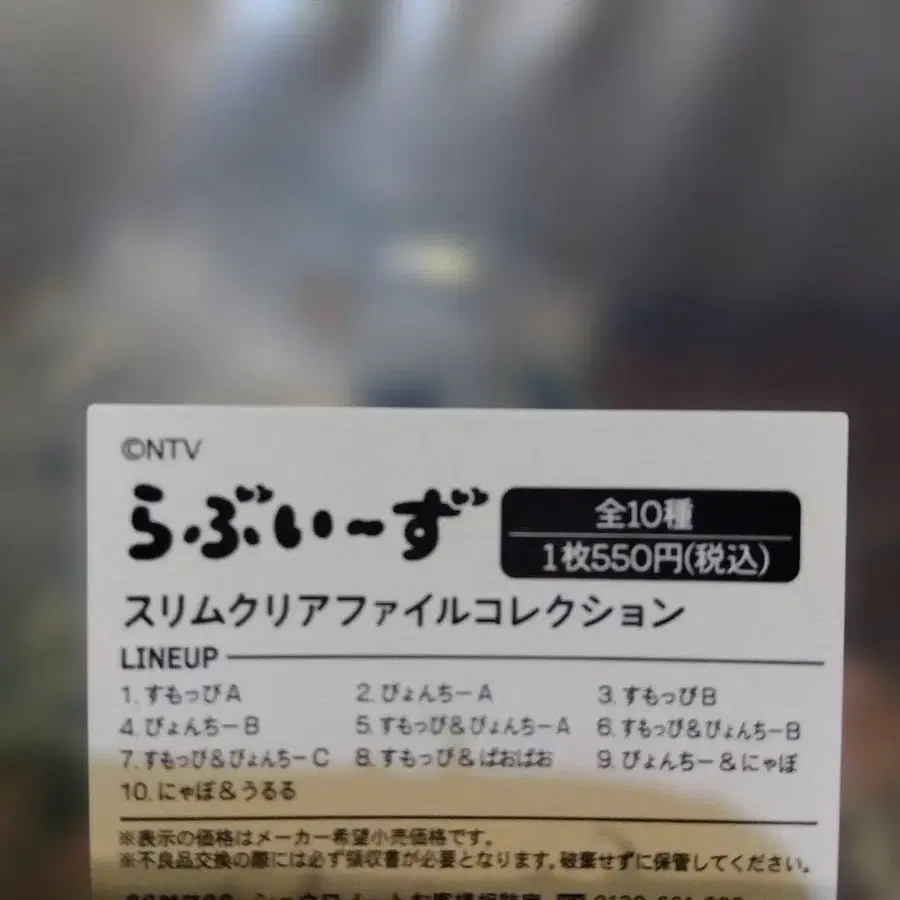 ©NTV
らぶい〜ず
全10種
1枚550円(税込)
スリムクリアファイルコレクション
LINEUP
1.すもっぴA 2.ぴょんちーA 3.すもっぴB
4.ぴょんちーB 5.すもっぴ&ぴょんちーA 6.すもっぴ&ぴょんちーB
7.すもっぴ&ぴょんちーC 8.すもっぴ&ぱおぱお 9.ぴょんちー&にゃぽ
10.にゃぽ&うるる
※表示の価格はメーカー希望小売価格です。
※不良品交換の際には必ず領収書が必要となります。破棄せずに保管してください。